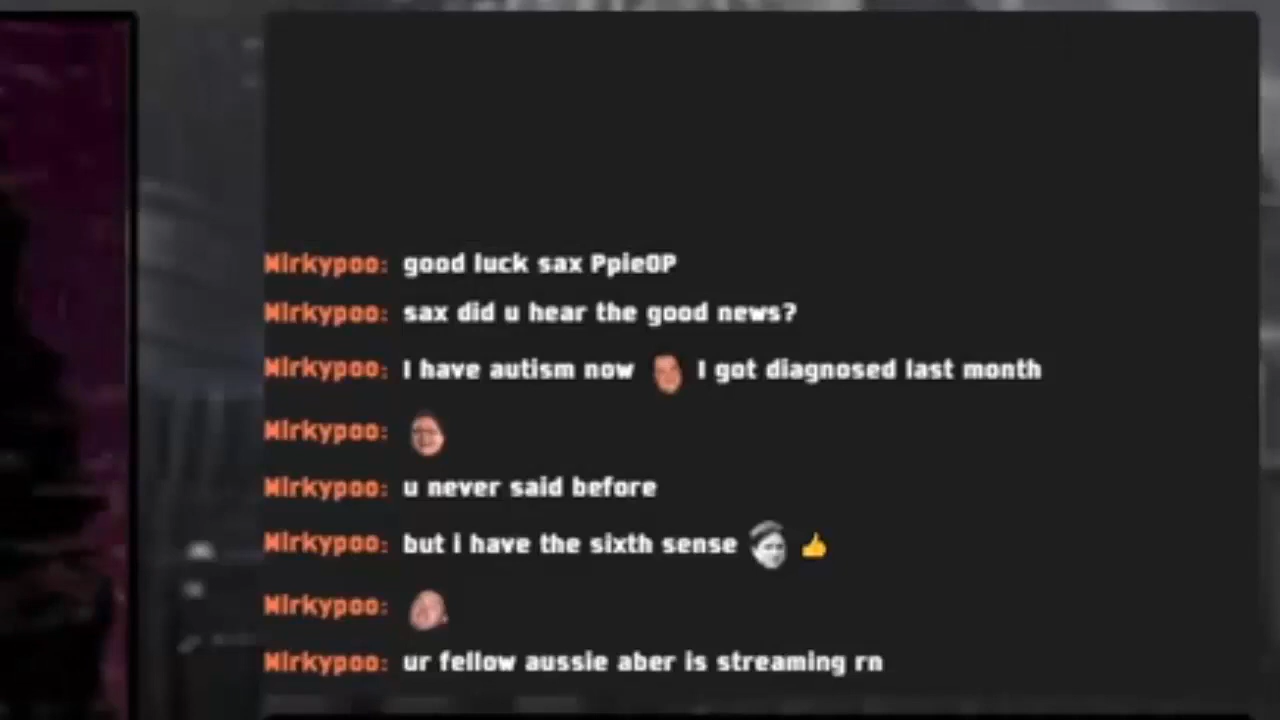 Mirkypoo: good luck sax PpieOP
Mirkypoo: sax did u hear the good news?
Mirkypoo: I have autism now I got diagnosed last month
Mirkypoo:
Mirkypoo: u never said before
Mirkypoo: but i have the sixth sense 👍
Mirkypoo:
Mirkypoo: ur fellow aussie aber is streaming rn